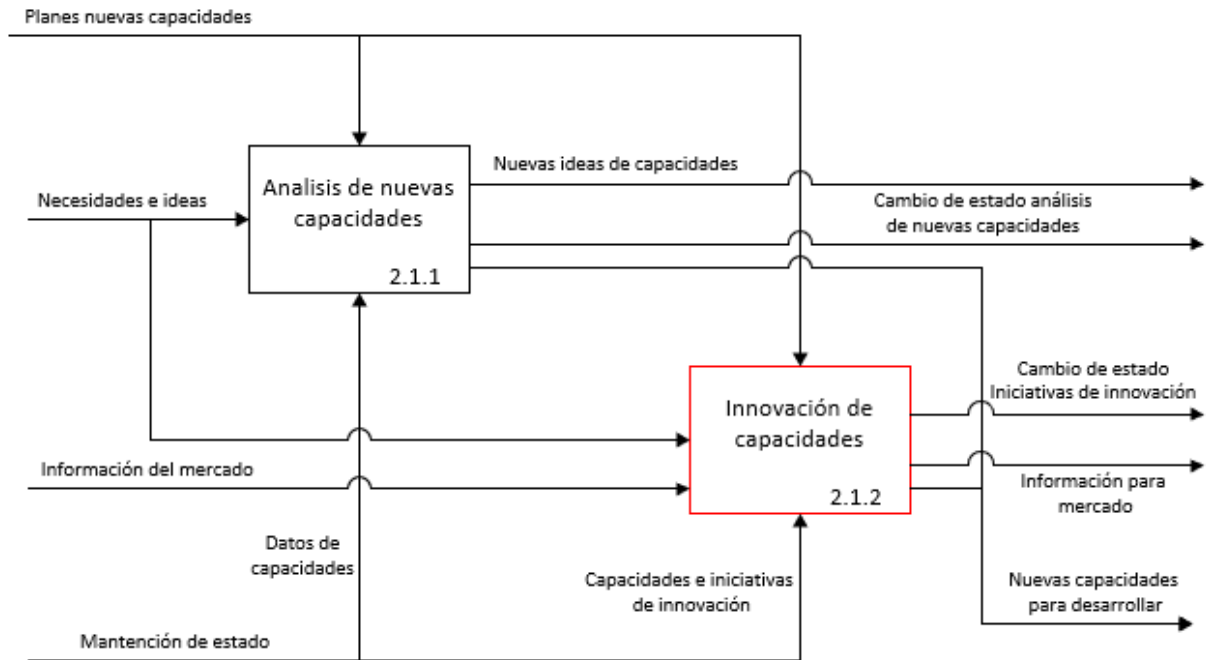 Planes nuevas capacidades
Nuevas ideas de capacidades
Analisis de nuevas
capacidades
2.1.1
Necesidades e ideas
Cambio de estado análisis
de nuevas capacidades
Cambio de estado
Iniciativas de innovación
Innovación de
capacidades
2.1.2
Información del mercado
Información para
mercado
Datos de
capacidades
Capacidades e iniciativas
de innovación
Nuevas capacidades
para desarrollar
Mantención de estado